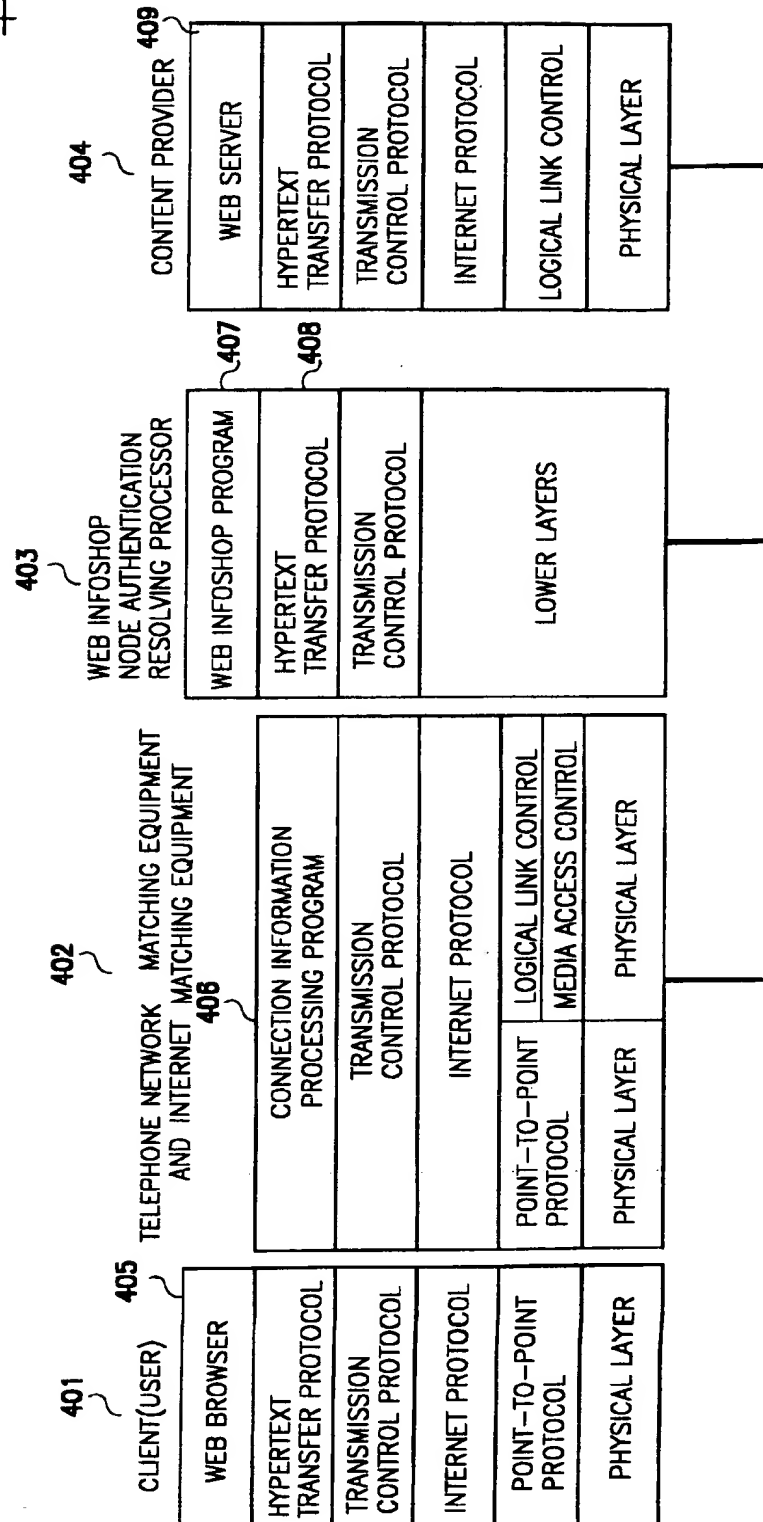 401
CLIENT(USER)
405
WEB BROWSER
HYPERTEXT
TRANSFER PROTOCOL
TRANSMISSION
CONTROL PROTOCOL
INTERNET PROTOCOL
POINT-TO-POINT
PROTOCOL
PHYSICAL LAYER
402
TELEPHONE NETWORK MATCHING EQUIPMENT
AND INTERNET MATCHING EQUIPMENT
406
CONNECTION INFORMATION
PROCESSING PROGRAM
TRANSMISSION
CONTROL PROTOCOL
INTERNET PROTOCOL
POINT-TO-POINT
PROTOCOL
LOGICAL LINK CONTROL
MEDIA ACCESS CONTROL
PHYSICAL LAYER
PHYSICAL LAYER
403
WEB INFOSHOP
NODE AUTHENTICATION
RESOLVING PROCESSOR
WEB INFOSHOP PROGRAM
407
HYPERTEXT
TRANSFER PROTOCOL
408
TRANSMISSION
CONTROL PROTOCOL
LOWER LAYERS
404
CONTENT PROVIDER
409
WEB SERVER
HYPERTEXT
TRANSFER PROTOCOL
TRANSMISSION
CONTROL PROTOCOL
INTERNET PROTOCOL
LOGICAL LINK CONTROL
PHYSICAL LAYER